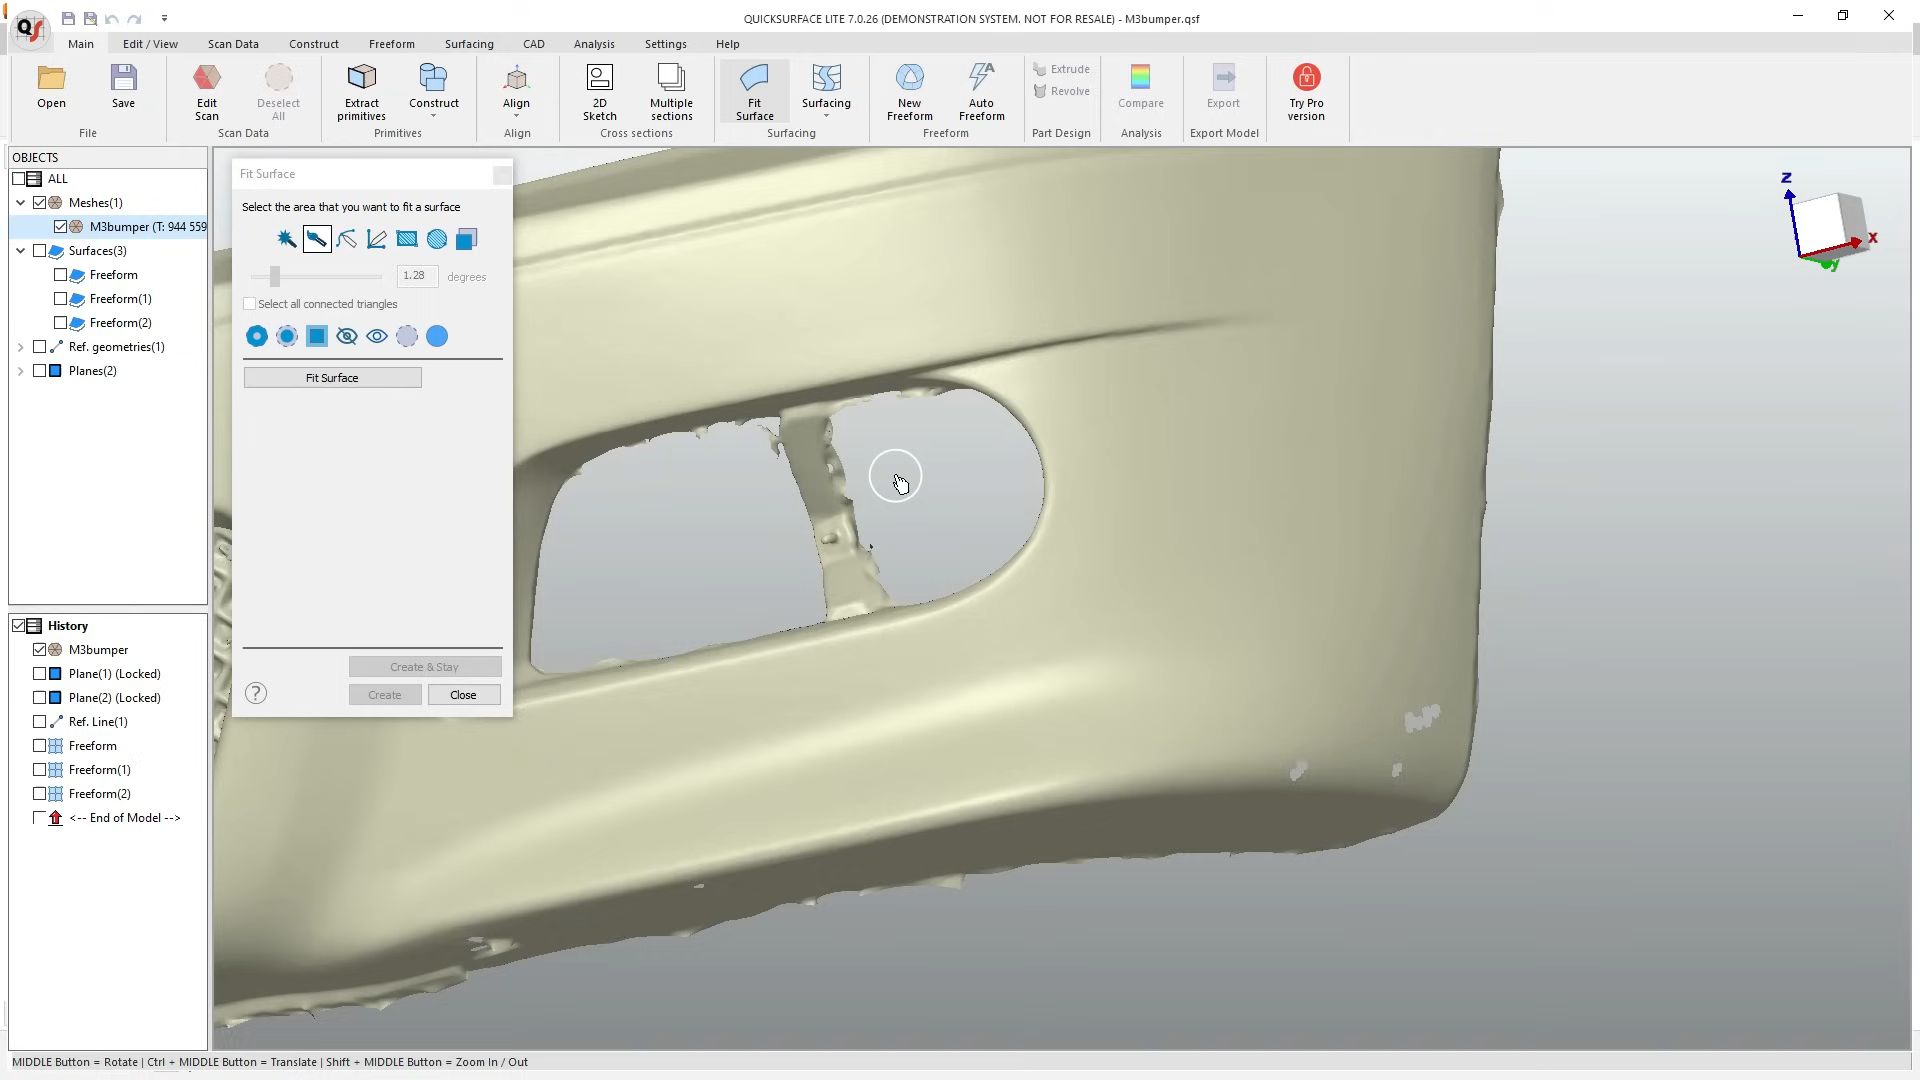 QUICKSURFACE LITE 7.0.26 (DEMONSTRATION SYSTEM. NOT FOR RESALE) - M3bumper.qsf
QS
Main Edit / View Scan Data Construct Freeform Surfacing CAD Analysis Settings Help
Open
Save
File
Edit Scan
Deselect All
Scan Data
Extract primitives
Construct
Primitives
Align
Align
2D Sketch
Multiple sections
Cross sections
Fit Surface
Surfacing
Surfacing
New Freeform
Auto Freeform
Freeform
Extrude
Revolve
Part Design
Compare
Analysis
Export
Export Model
Try Pro version
OBJECTS
ALL
Meshes(1)
M3bumper (T: 944 559
Surfaces(3)
Freeform
Freeform(1)
Freeform(2)
Ref. geometries(1)
Planes(2)
History
M3bumper
Plane(1) (Locked)
Plane(2) (Locked)
Ref. Line(1)
Freeform
Freeform(1)
Freeform(2)
<-- End of Model -->
Fit Surface
Select the area that you want to fit a surface
1.28 degrees
Select all connected triangles
Fit Surface
Create & Stay
? Create Close
z
x
y
MIDDLE Button = Rotate | Ctrl + MIDDLE Button = Translate | Shift + MIDDLE Button = Zoom In / Out